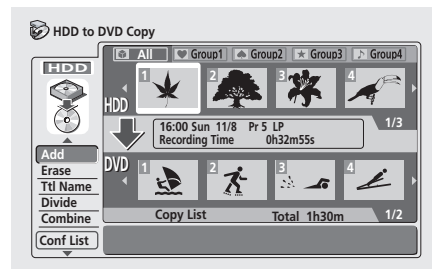 HDD to DVD Copy
HDD
All Group1 Group2 Group3 Group4
HDD 1 2 3 4
16:00 Sun 11/8 Pr 5 LP
Recording Time 0h32m55s
1/3
Add
Erase
Ttl Name
Divide
Combine
Conf List
DVD 1 2 3 4
Copy List Total 1h30m 1/2